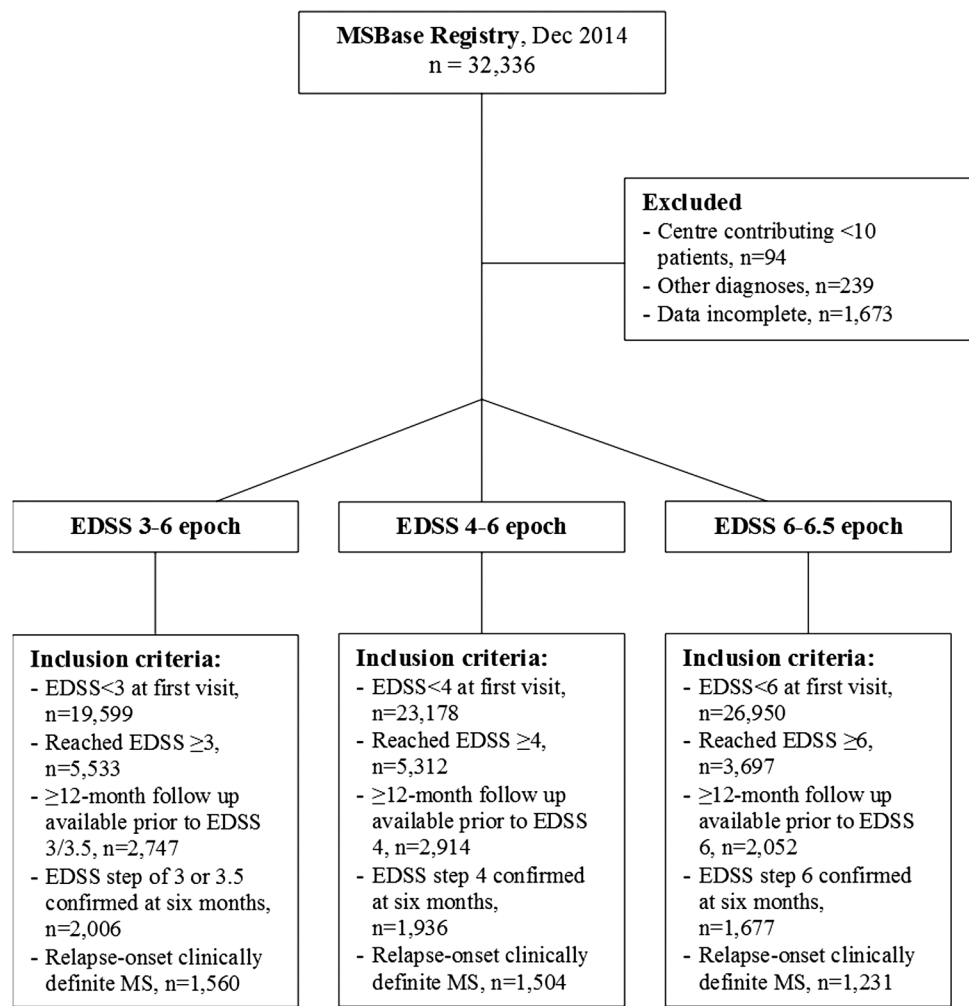 MSBase Registry, Dec 2014
n = 32,336
Excluded
- Centre contributing <10
patients, n=94
- Other diagnoses, n=239
- Data incomplete, n=1,673
EDSS 3-6 epoch
EDSS 4-6 epoch
EDSS 6-6.5 epoch
Inclusion criteria:
- EDSS<3 at first visit,
n=19,599
- Reached EDSS ≥3,
n=5,533
- ≥12-month follow up
available prior to EDSS
3/3.5, n=2,747
- EDSS step of 3 or 3.5
confirmed at six months,
n=2,006
- Relapse-onset clinically
definite MS, n=1,560
Inclusion criteria:
- EDSS<4 at first visit,
n=23,178
- Reached EDSS ≥4,
n=5,312
- ≥12-month follow up
available prior to EDSS
4, n=2,914
- EDSS step 4 confirmed
at six months,
n=1,936
- Relapse-onset clinically
definite MS, n=1,504
Inclusion criteria:
- EDSS<6 at first visit,
n=26,950
- Reached EDSS ≥6,
n=3,697
- ≥12-month follow up
available prior to EDSS
6, n=2,052
- EDSS step 6 confirmed
at six months,
n=1,677
- Relapse-onset clinically
definite MS, n=1,231